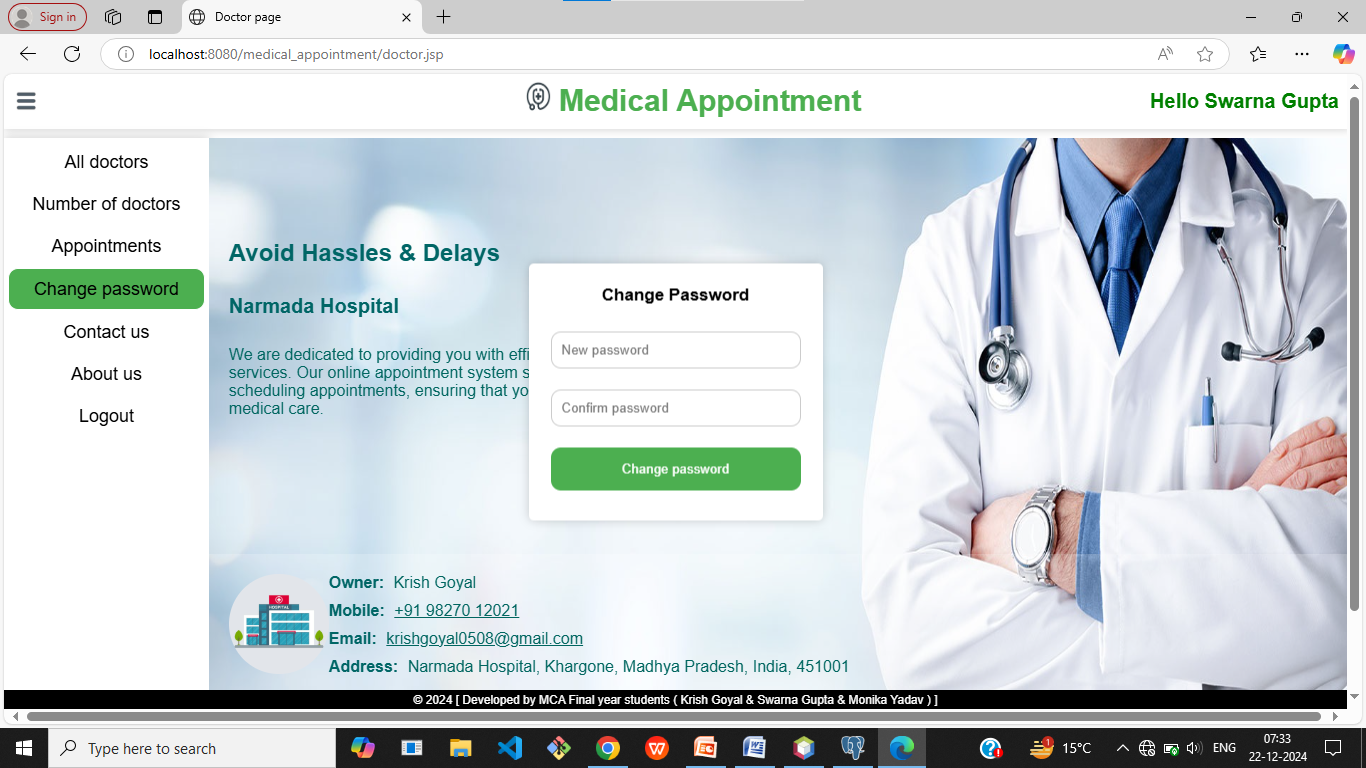 Sign in
Doctor page
localhost:8080/medical_appointment/doctor.jsp
Medical Appointment
Hello Swarna Gupta
All doctors
Number of doctors
Appointments
Change password
Contact us
About us
Logout
Avoid Hassles & Delays
Narmada Hospital
We are dedicated to providing you with effi
services. Our online appointment system s
scheduling appointments, ensuring that yo
medical care.
Change Password
New password
Confirm password
Change password
HOSPITAL
Owner: Krish Goyal
Mobile: +91 98270 12021
Email: krishgoyal0508@gmail.com
Address: Narmada Hospital, Khargone, Madhya Pradesh, India, 451001
© 2024 [ Developed by MCA Final year students ( Krish Goyal & Swarna Gupta & Monika Yadav ) ]
Type here to search
1
15°C
ENG
07:33
22-12-2024